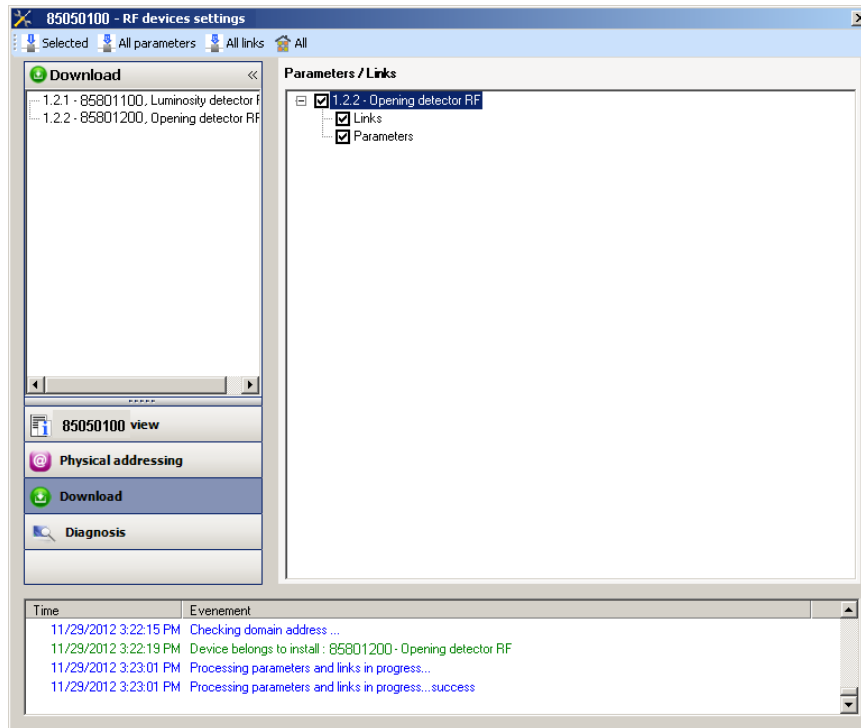 85050100 - RF devices settings
Selected All parameters All links All
Download
1.2.1 - 85801100, Luminosity detector
1.2.2 - 85801200, Opening detector RF
85050100 view
Physical addressing
Download
Diagnosis
Parameters / Links
1.2.2 - Opening detector RF
Links
Parameters
Time Evenement
11/29/2012 3:22:15 PM Checking domain address ...
11/29/2012 3:22:19 PM Device belongs to install : 85801200 - Opening detector RF
11/29/2012 3:23:01 PM Processing parameters and links in progress...
11/29/2012 3:23:01 PM Processing parameters and links in progress...success